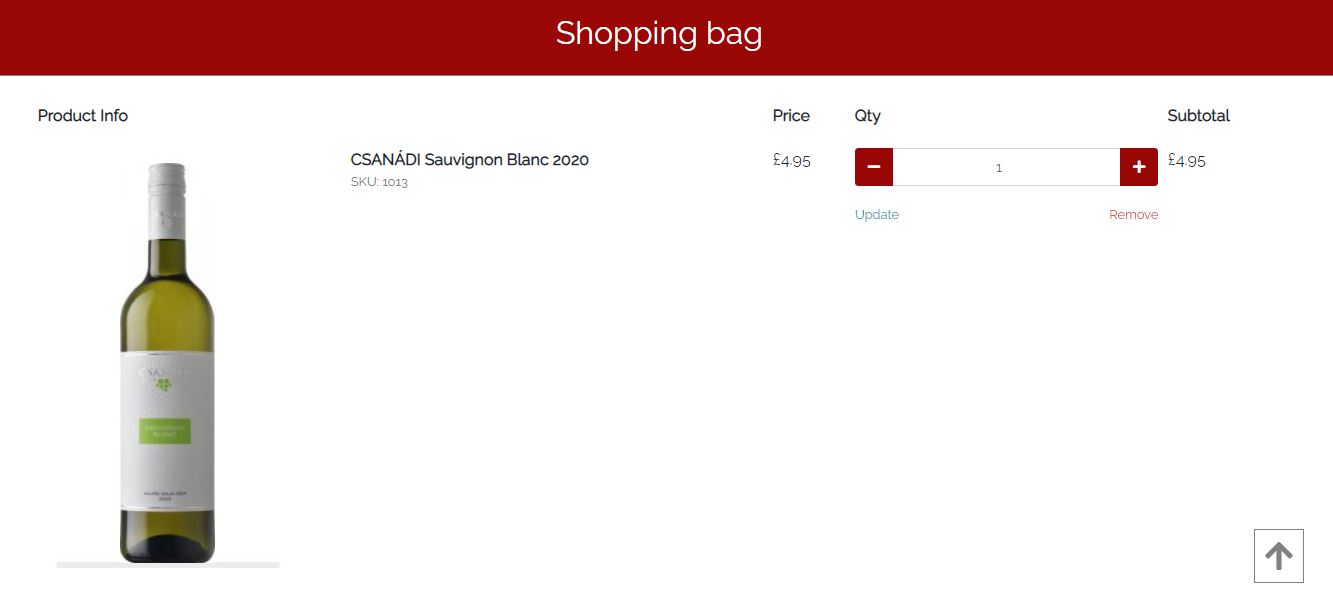 Shopping bag
Product Info
Price
Qty
Subtotal
CSANÁDI Sauvignon Blanc 2020
SKU: 1013
£4.95
−
1
+
£4.95
Update
Remove
CSANÁDI
SAUVIGNON
BLANC
2020